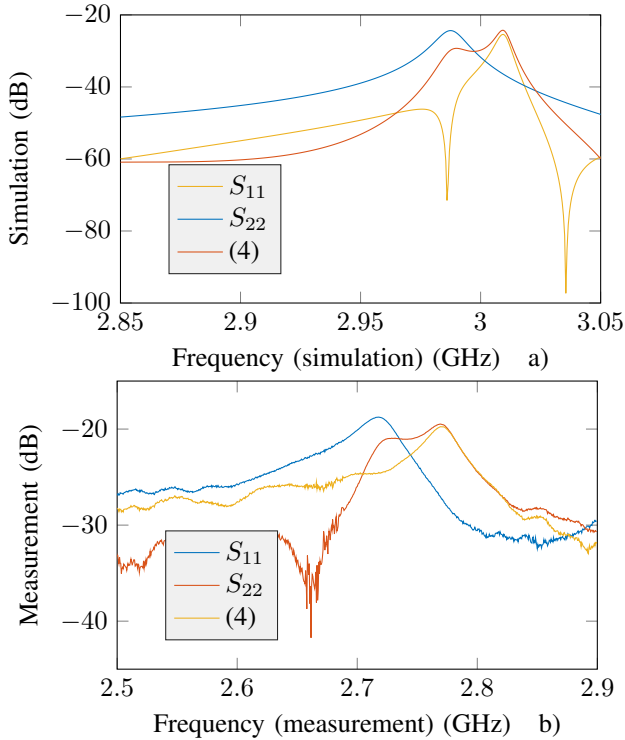 −20
−40
−60
−80
−100
Simulation (dB)
S11
S22
(4)
2.85 2.9 2.95 3 3.05
Frequency (simulation) (GHz) a)
−20
−30
−40
Measurement (dB)
S11
S22
(4)
2.5 2.6 2.7 2.8 2.9
Frequency (measurement) (GHz) b)